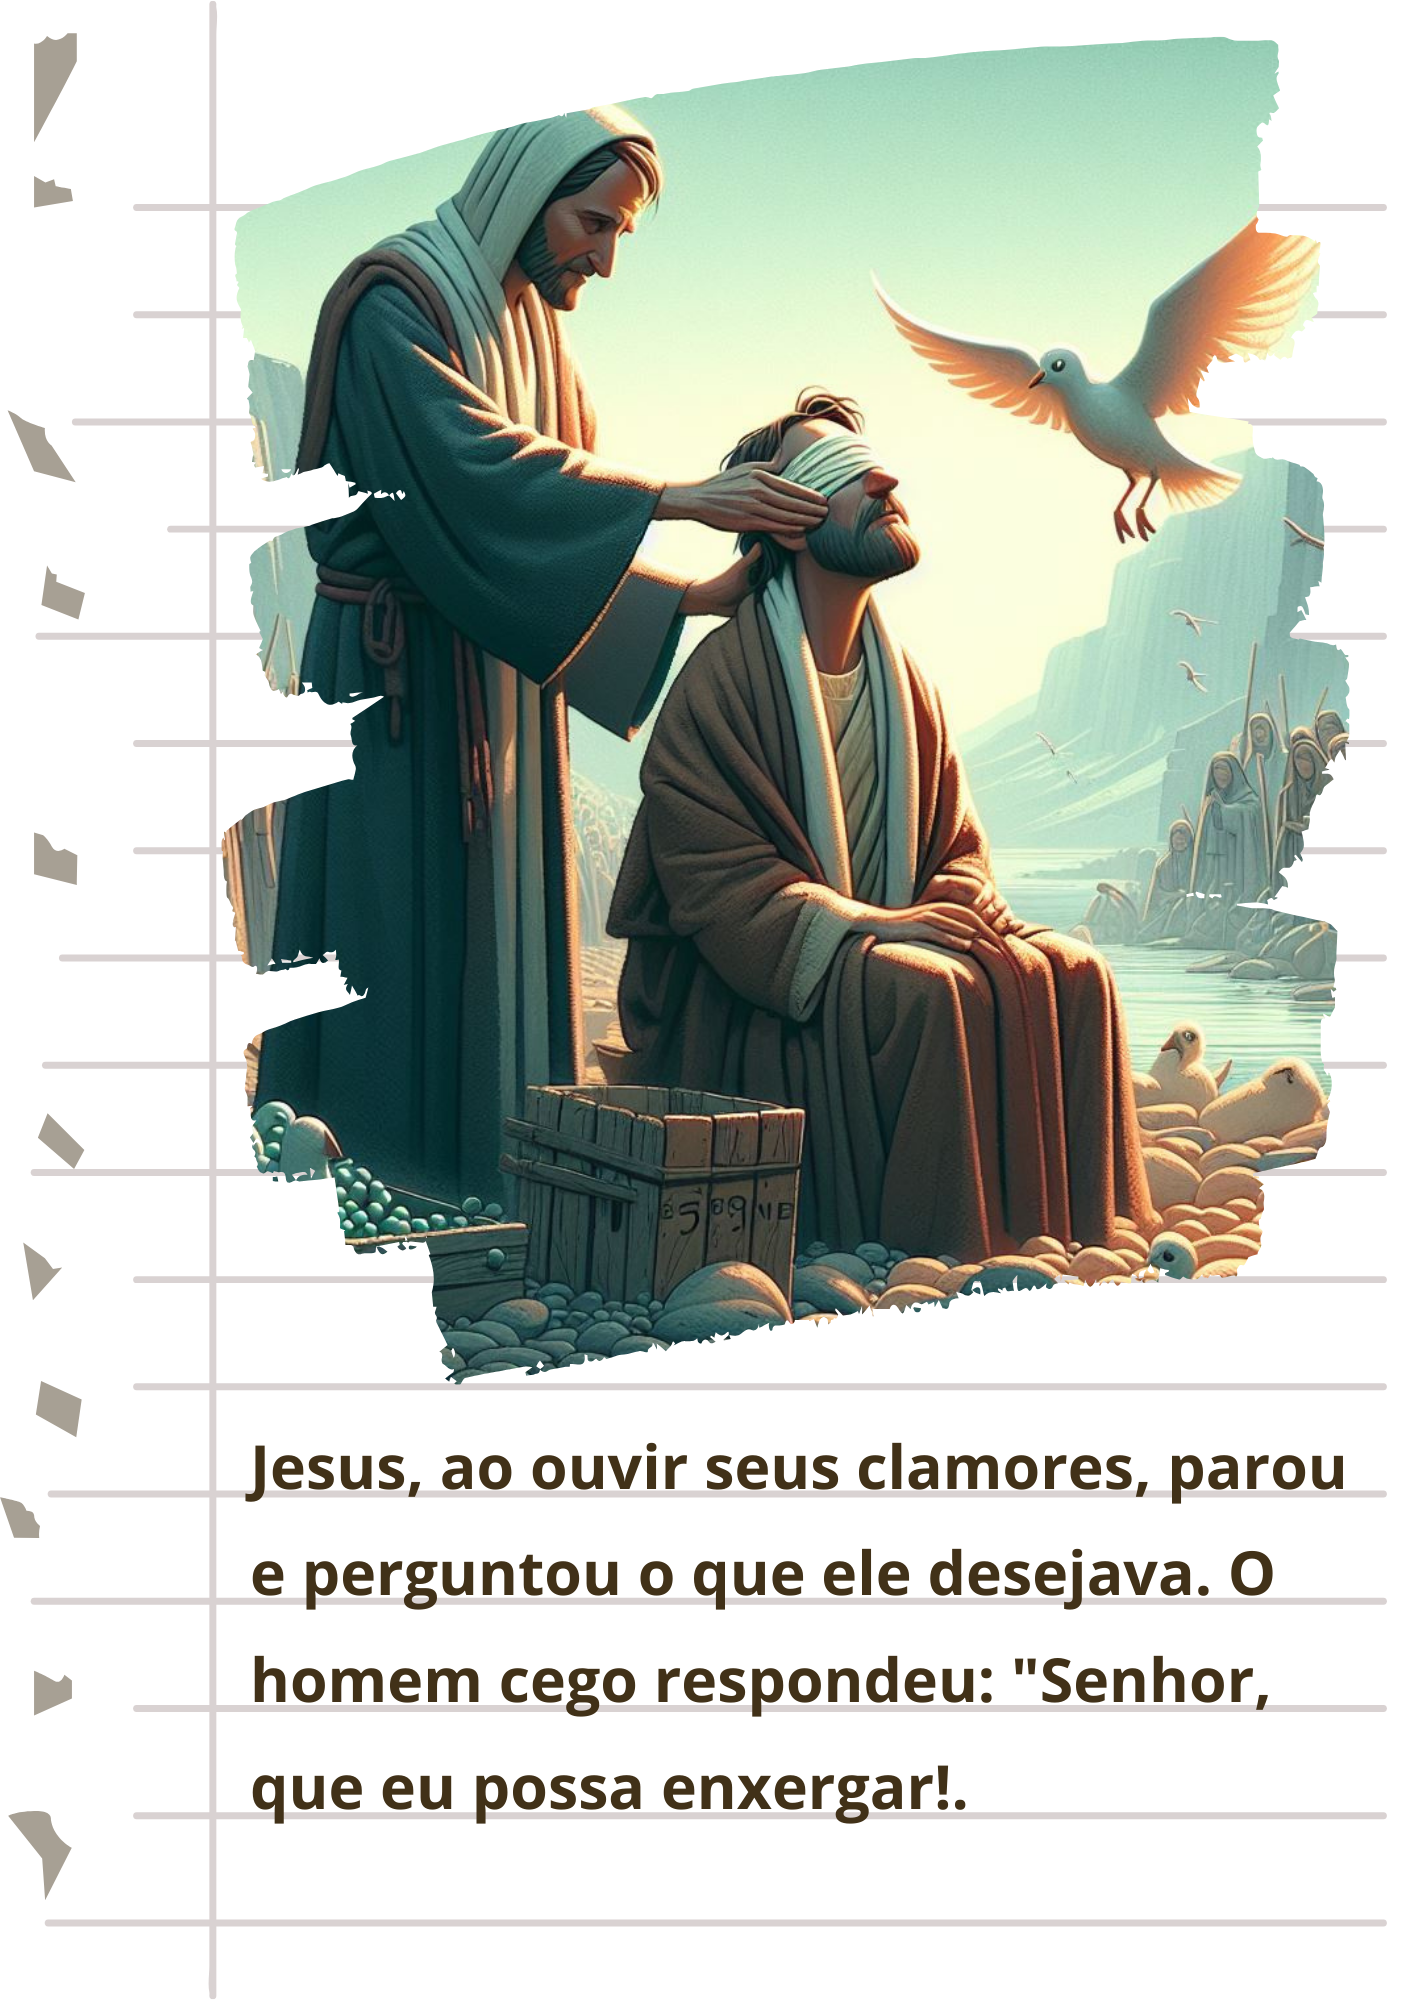 Jesus, ao ouvir seus clamores, parou
e perguntou o que ele desejava. O
homem cego respondeu: "Senhor,
que eu possa enxergar!.